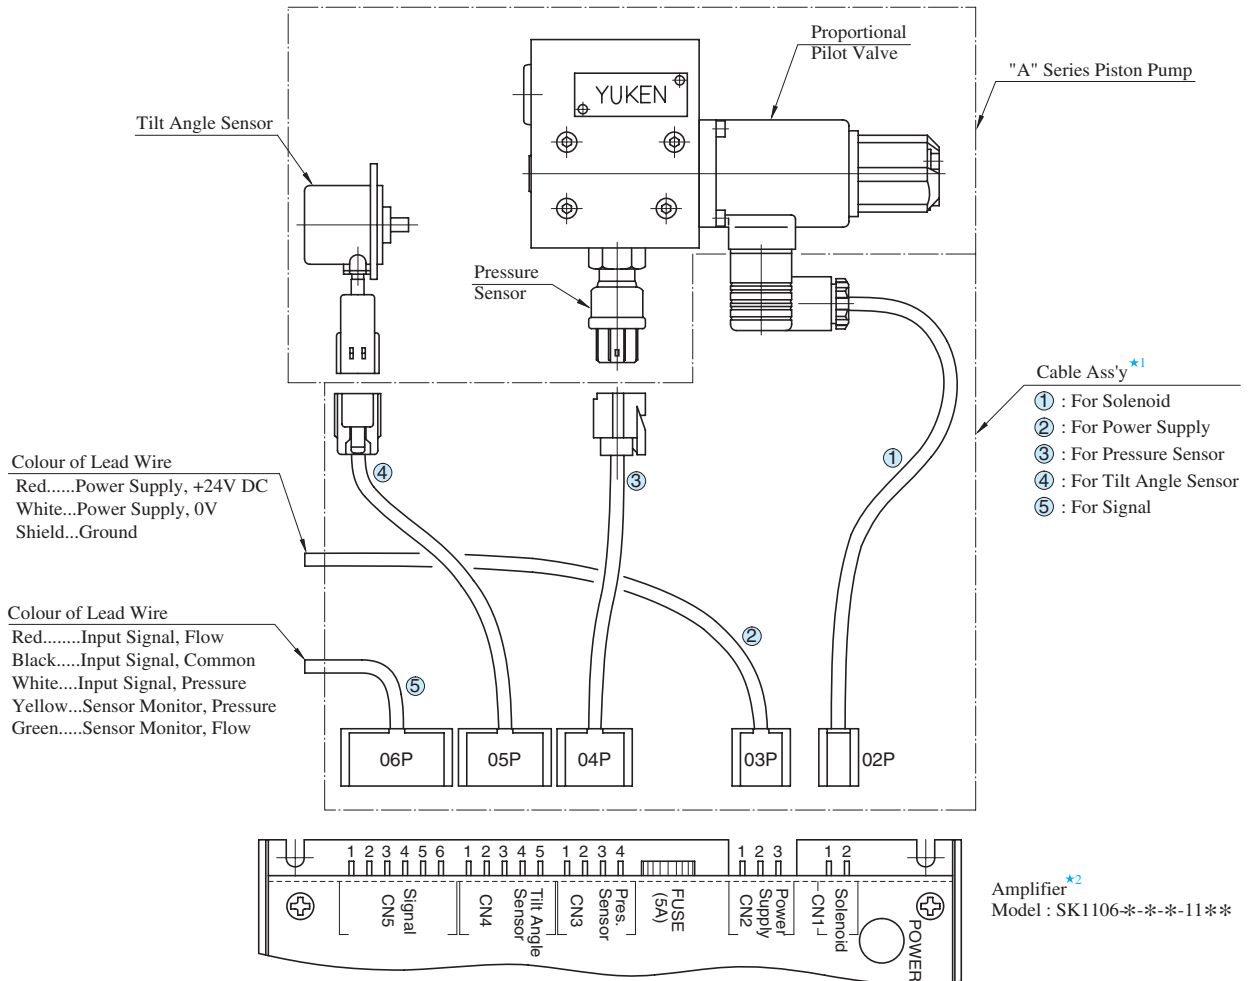 Proportional
Pilot Valve
"A" Series Piston Pump
YUKEN
Tilt Angle Sensor
Pressure
Sensor
Cable Ass'y ★1
① : For Solenoid
② : For Power Supply
③ : For Pressure Sensor
④ : For Tilt Angle Sensor
⑤ : For Signal
①
④
③
Colour of Lead Wire
Red......Power Supply, +24V DC
White...Power Supply, 0V
Shield...Ground
Colour of Lead Wire
Red........Input Signal, Flow
Black.....Input Signal, Common
White....Input Signal, Pressure
Yellow...Sensor Monitor, Pressure
Green.....Sensor Monitor, Flow
②
⑤
06P 05P 04P 03P 02P
1 2 3 4 5 6 1 2 3 4 5 1 2 3 4 1 2 3 1 2
Signal
CN5
Tilt Angle
Sensor
CN4
Pres.
Sensor
CN3
FUSE
(5A)
Power
Supply
CN2
Solenoid
CN1
POWER
Amplifier ★2
Model : SK1106-*-*-*-11**